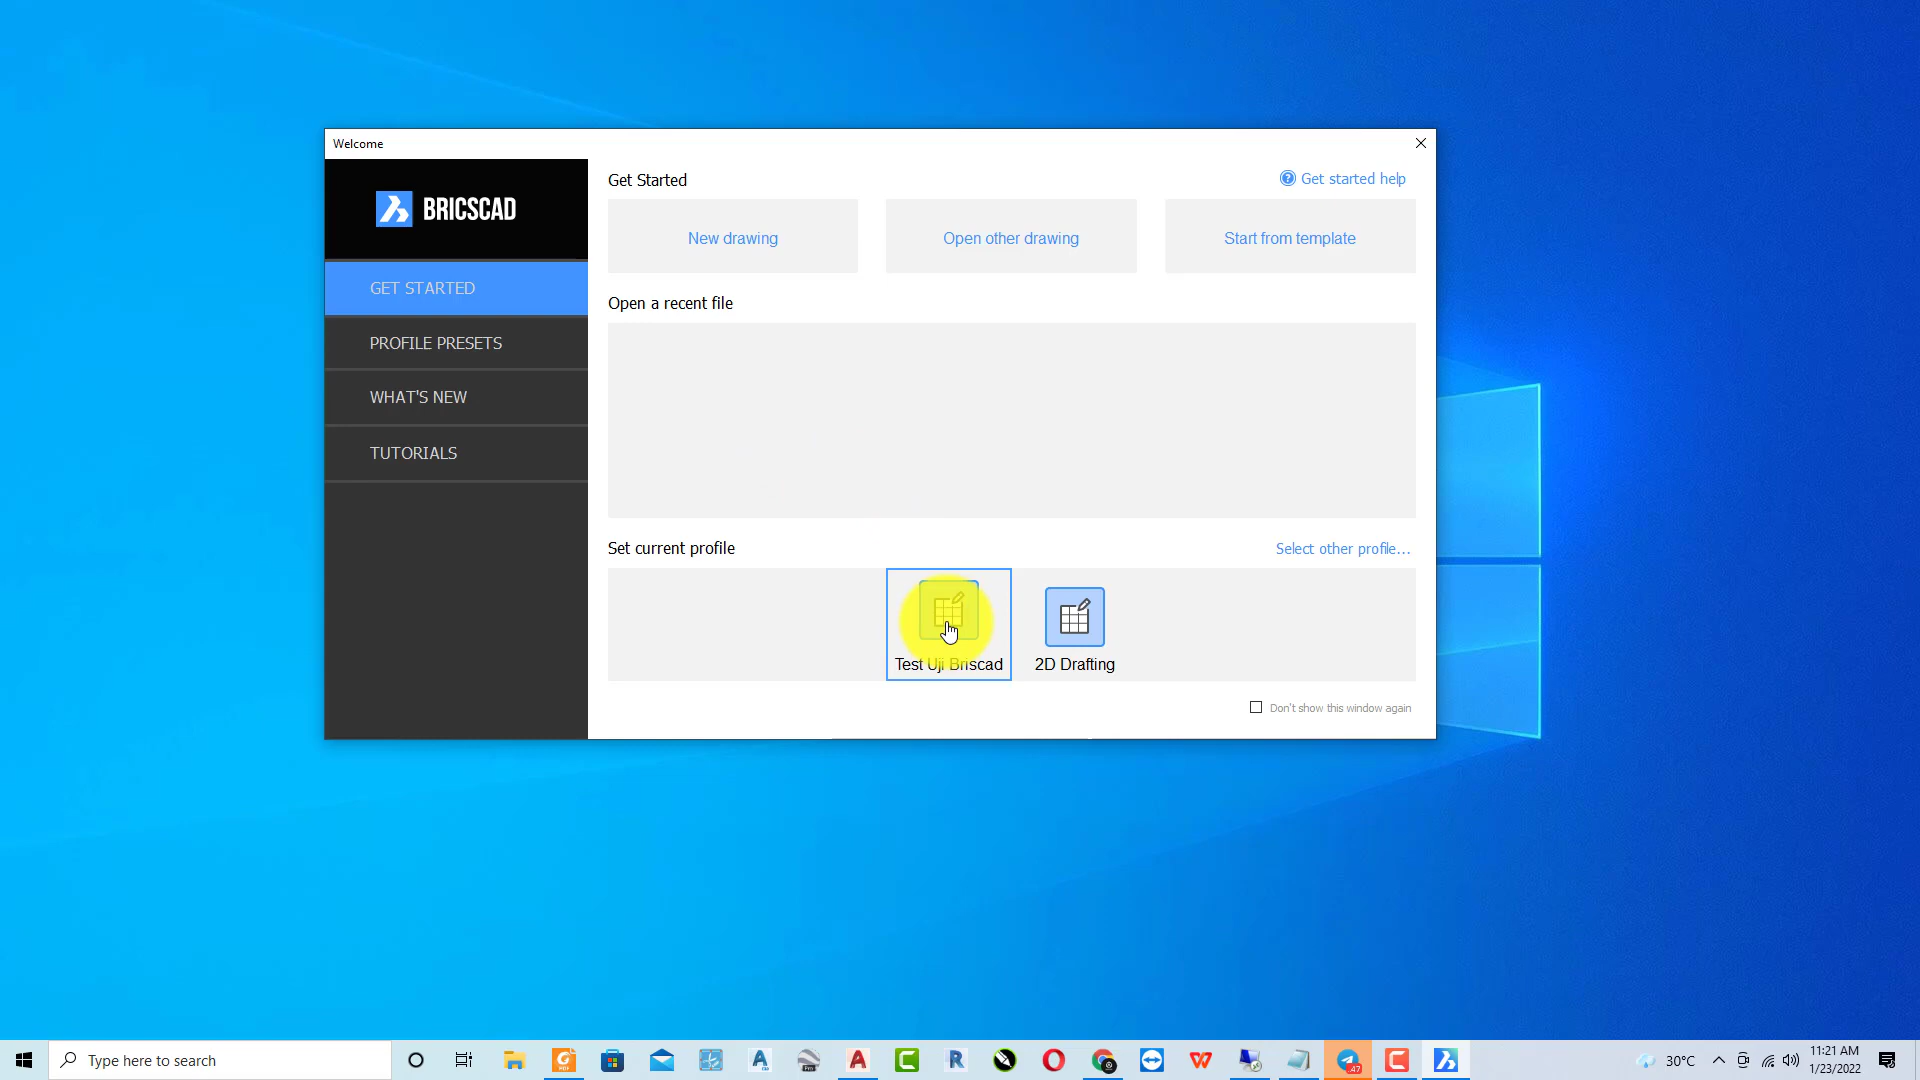 Welcome
BRICSCAD
GET STARTED
PROFILE PRESETS
WHAT'S NEW
TUTORIALS
Get Started
Get started help
New drawing
Open other drawing
Start from template
Open a recent file
Set current profile
Select other profile...
Test Uji Briscad
2D Drafting
Don't show this window again
Type here to search
30°C
11:21 AM
1/23/2022